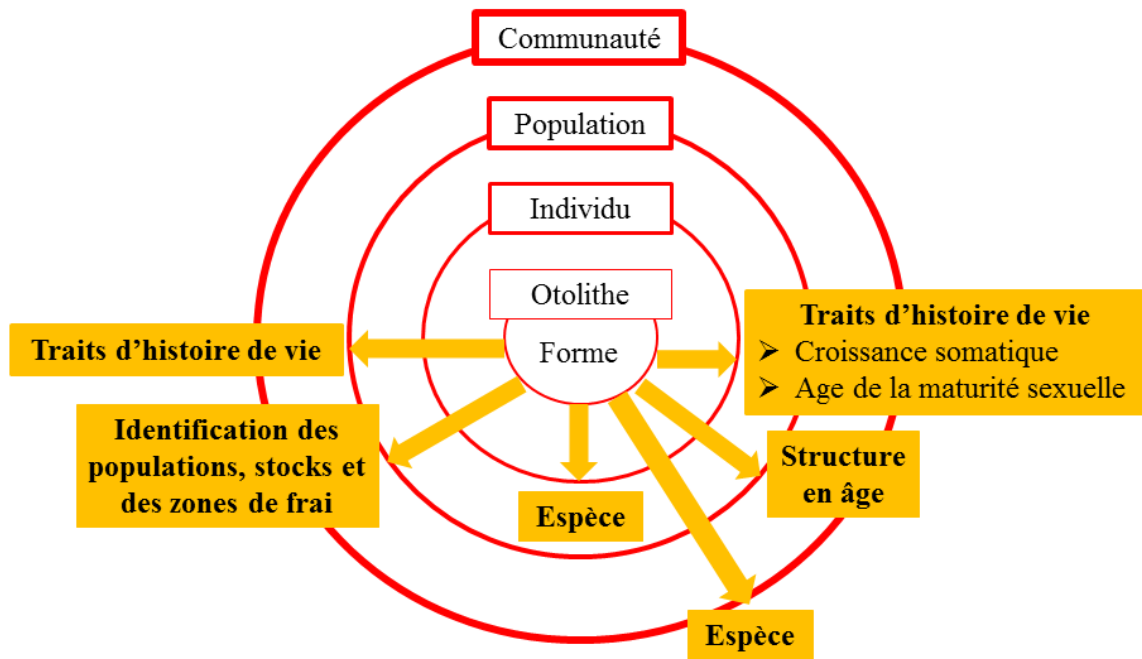 Communauté
Population
Individu
Otolithe
Forme
Traits d’histoire de vie
Identification des
populations, stocks et
des zones de frai
Espèce
Espèce
Structure
en âge
Traits d’histoire de vie
➢ Croissance somatique
➢ Age de la maturité sexuelle